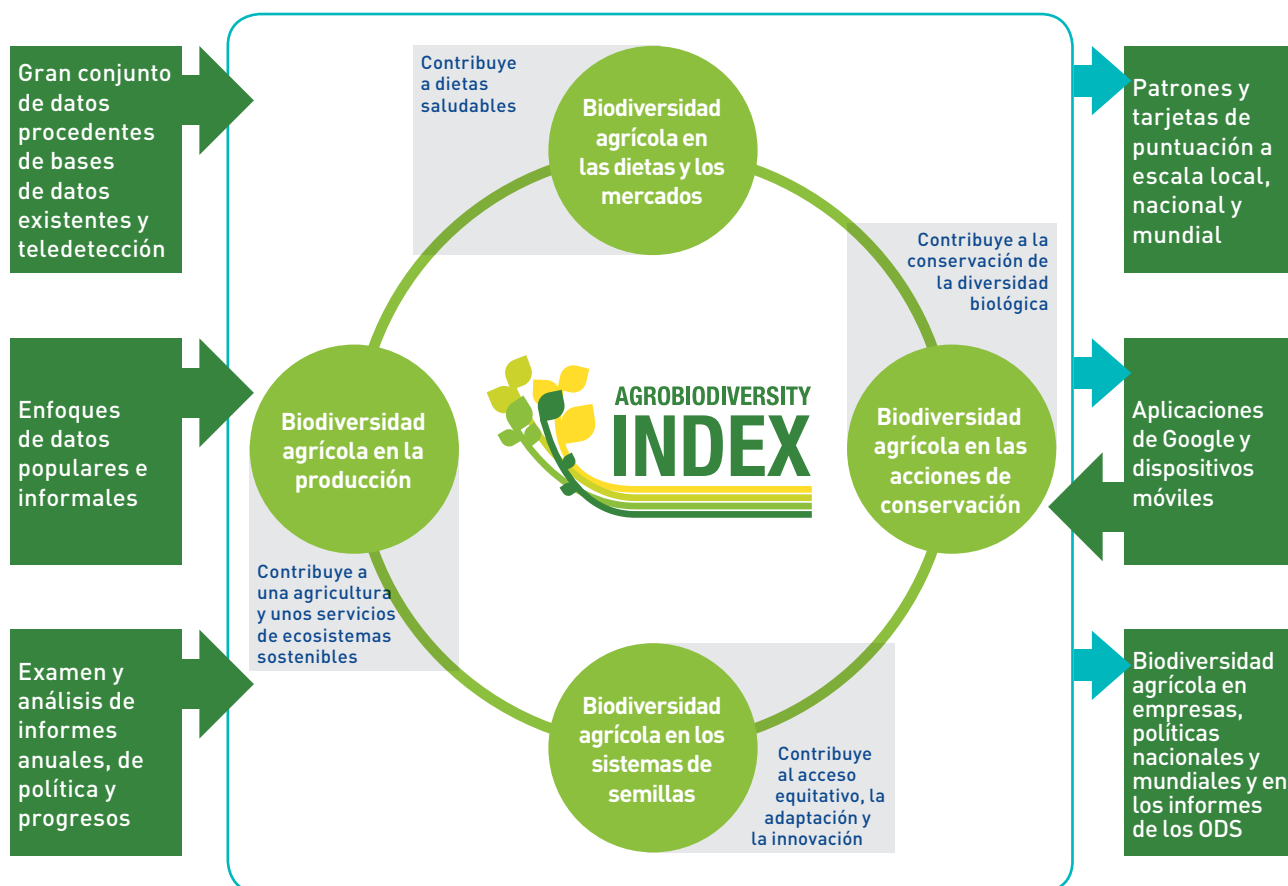 Gran conjunto
de datos
procedentes
de bases
de datos
existentes y
teledetección
Enfoques
de datos
populares e
informales
Examen y
análisis de
informes
anuales, de
política y
progresos
Contribuye
a dietas
saludables
Biodiversidad
agrícola en
las dietas y los
mercados
Contribuye a la
conservación de
la diversidad
biológica
Biodiversidad
agrícola en la
producción
AGROBIODIVERSITY
INDEX
Biodiversidad
agrícola en las
acciones de
conservación
Contribuye a
una agricultura
y unos servicios
de ecosistemas
sostenibles
Biodiversidad
agrícola en los
sistemas de
semillas
Contribuye
al acceso
equitativo, la
adaptación y
la innovación
Patrones y
tarjetas de
puntuación a
escala local,
nacional y
mundial
Aplicaciones
de Google y
dispositivos
móviles
Biodiversidad
agrícola en
empresas,
políticas
nacionales y
mundiales y en
los informes
de los ODS